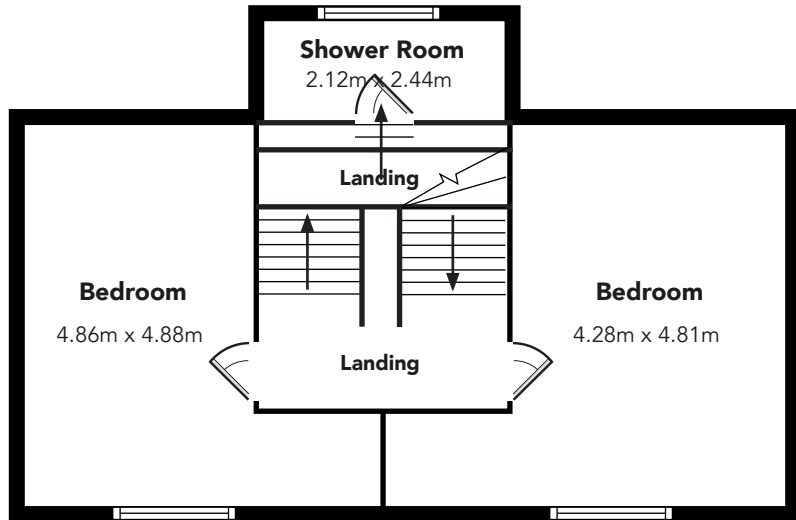 Shower Room
2.12m x 2.44m
Landing
Bedroom
4.86m x 4.88m
Bedroom
4.28m x 4.81m
Landing